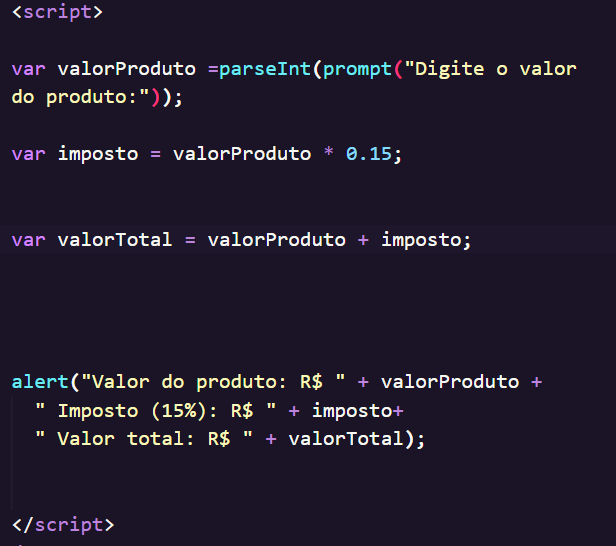 <script>
var valorProduto =parseInt(prompt("Digite o valor
do produto:"));
var imposto = valorProduto * 0.15;
var valorTotal = valorProduto + imposto;
alert("Valor do produto: R$ " + valorProduto +
" Imposto (15%): R$ " + imposto+
" Valor total: R$ " + valorTotal);
</script>